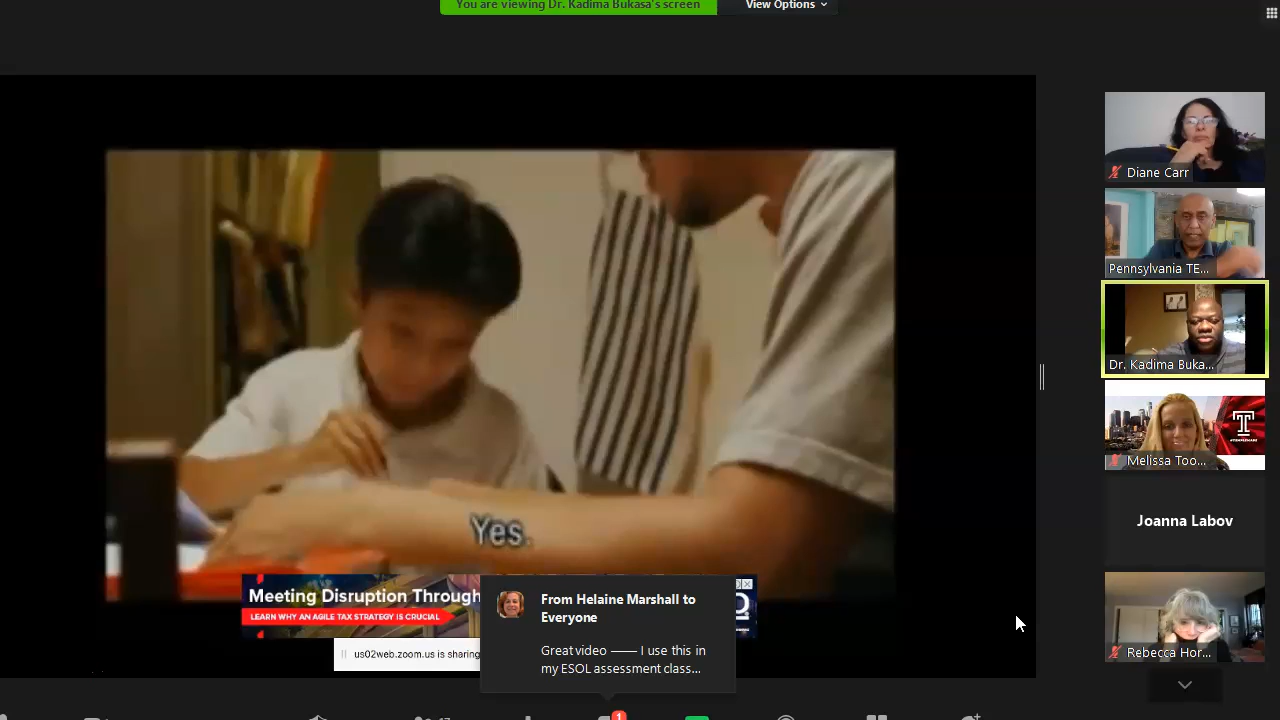 You are viewing Dr. Kadima Bukasa's screen
View Options
Diane Carr
Pennsylvania TE...
Dr. Kadima Buka...
Melissa Too...
Joanna Labov
Rebecca Hor...
Yes.
Meeting Disruption Through
LEARN WHY AN AGILE TAX STRATEGY IS CRUCIAL
us02web.zoom.us is sharing
From Helaine Marshall to
Everyone
Great video —— I use this in
my ESOL assessment class...
1